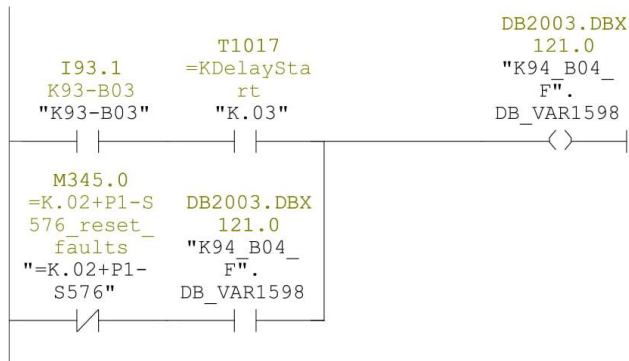 I93.1
K93-B03
"K93-B03"
T1017
=KDelaySta
rt
"K.03"
DB2003.DBX
121.0
"K94_B04_
F".
DB_VAR1598
M345.0
=K.02+P1-S
576_reset_
faults
"=K.02+P1-
S576"
DB2003.DBX
121.0
"K94_B04_
F".
DB_VAR1598